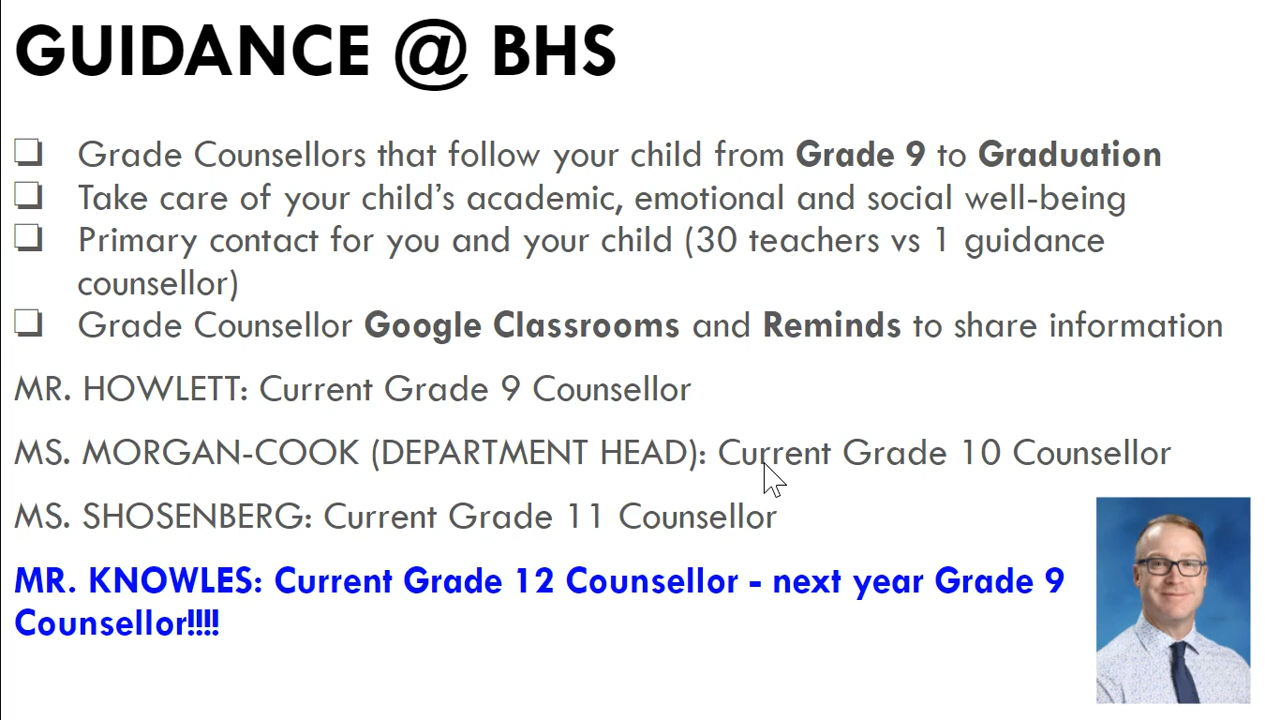 GUIDANCE @ BHS
❏ Grade Counsellors that follow your child from Grade 9 to Graduation
❏ Take care of your child’s academic, emotional and social well-being
❏ Primary contact for you and your child (30 teachers vs 1 guidance
counsellor)
❏ Grade Counsellor Google Classrooms and Reminds to share information
MR. HOWLETT: Current Grade 9 Counsellor
MS. MORGAN-COOK (DEPARTMENT HEAD): Current Grade 10 Counsellor
MS. SHOSENBERG: Current Grade 11 Counsellor
MR. KNOWLES: Current Grade 12 Counsellor - next year Grade 9
Counsellor!!!!